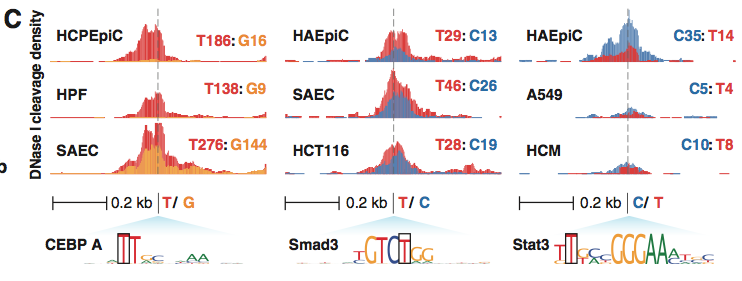 C
DNase I cleavage density
HCPEpiC T186: G16
HPF T138: G9
SAEC T276: G144
0.2 kb T/ G
CEBP A
HAEpiC T29: C13
SAEC T46: C26
HCT116 T28: C19
0.2 kb T/ C
Smad3 TGTCTGG
HAEpiC C35: T14
A549 C5: T4
HCM C10: T8
0.2 kb C/ T
Stat3
b